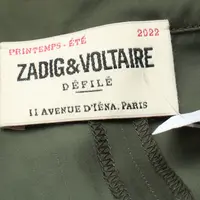 PRINTEMPS - ÉTÉ 2022
ZADIG&VOLTAIRE
DÉFILÉ
11 AVENUE D'IÉNA, PARIS